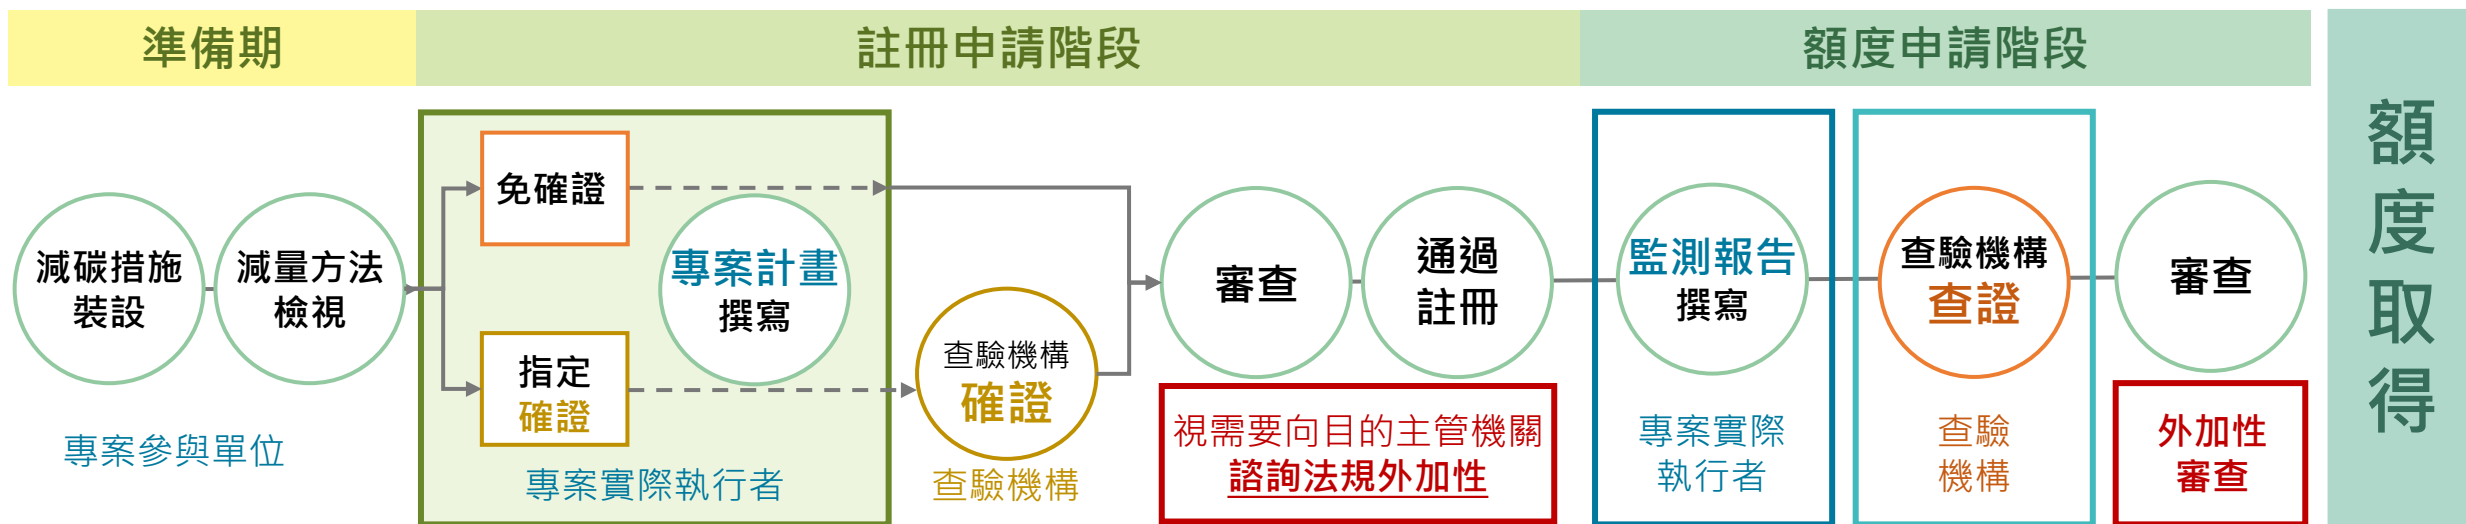 準備期
註冊申請階段
額度申請階段
減碳措施
裝設
減量方法
檢視
專案參與單位
免確證
指定
確證
專案計畫
撰寫
專案實際執行者
查驗機構
確證
查驗機構
審查
通過
註冊
視需要向目的主管機關
諮詢法規外加性
監測報告
撰寫
專案實際
執行者
查驗機構
查證
查驗
機構
審查
外加性
審查
額
度
取
得